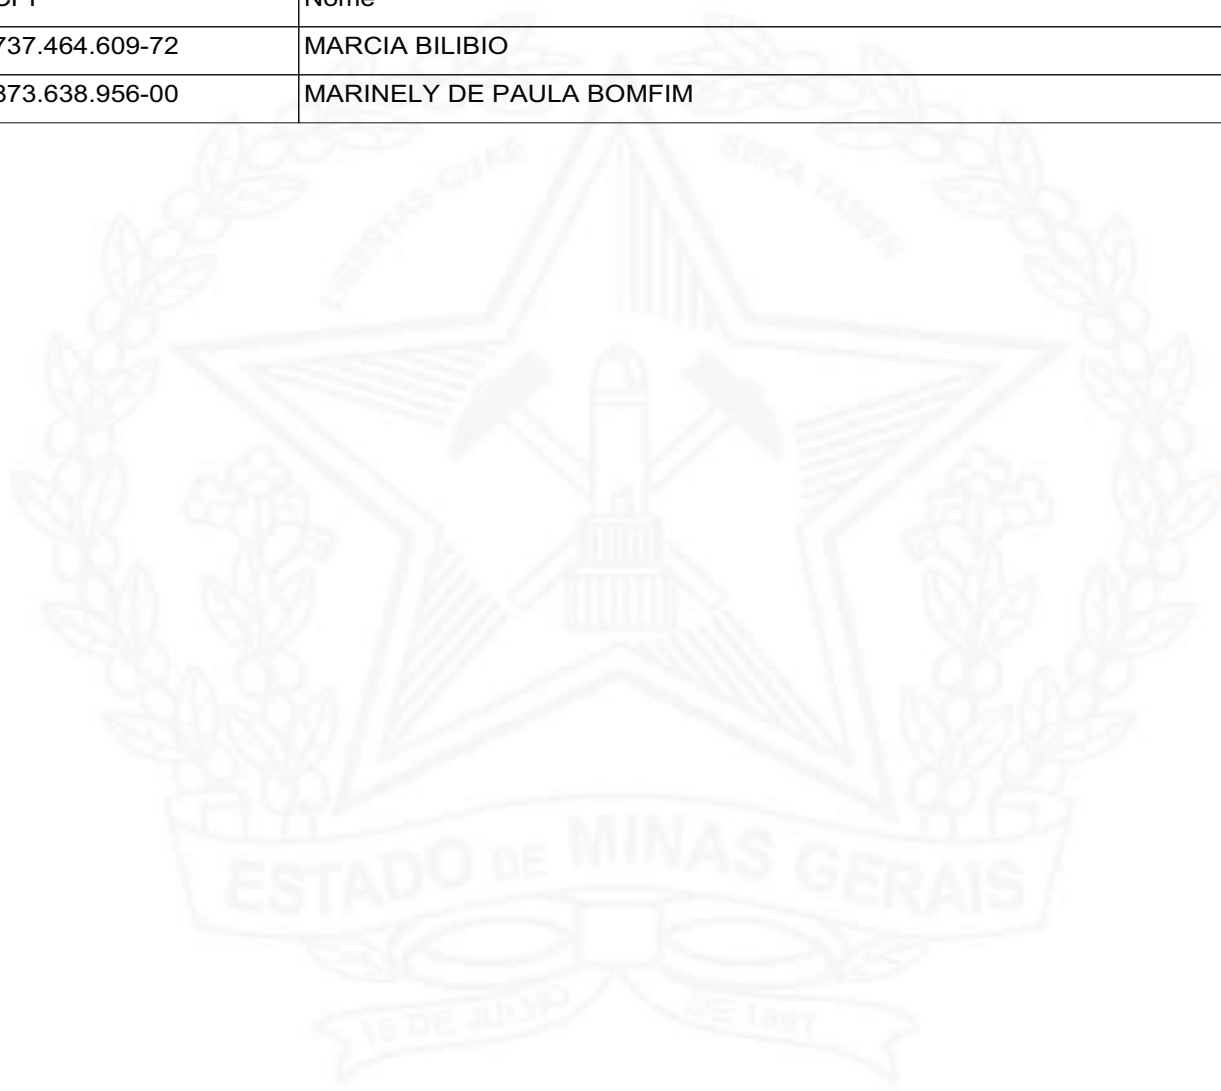 Nome
737.464.609-72 MARCIA BILIBIO
873.638.956-00 MARINELY DE PAULA BOMFIM
LIBERTAS QUAE SERA TAMEN
ESTADO DE MINAS GERAIS
15 DE JULHO DE 1891